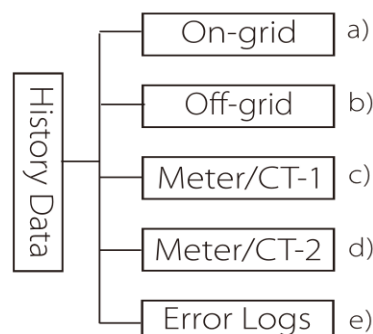 History Data
On-grid a)
Off-grid b)
Meter/CT-1 c)
Meter/CT-2 d)
Error Logs e)